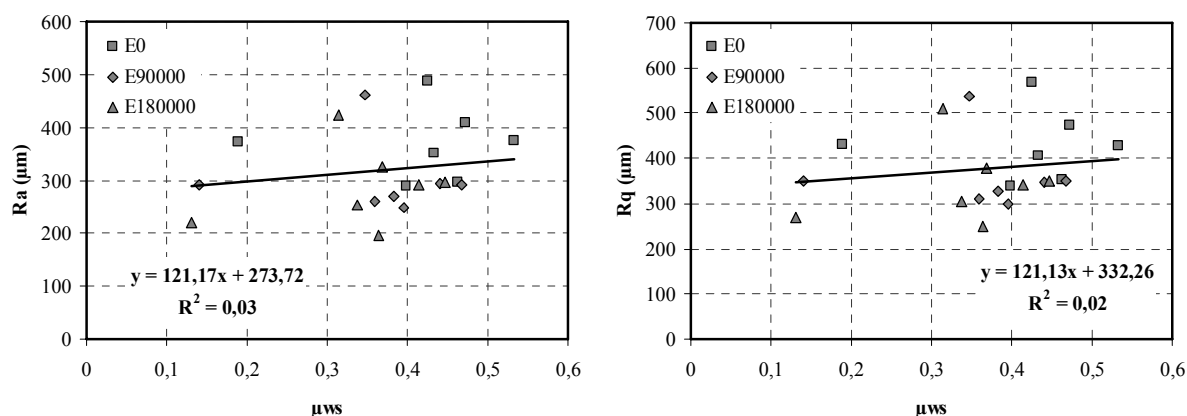 600
500
400
300
200
100
0
Ra (µm)
E0
E90000
E180000
y = 121,17x + 273,72
R² = 0,03
0 0,1 0,2 0,3 0,4 0,5 0,6
µws
700
600
500
400
300
200
100
0
Rq (µm)
E0
E90000
E180000
y = 121,13x + 332,26
R² = 0,02
0 0,1 0,2 0,3 0,4 0,5 0,6
µws